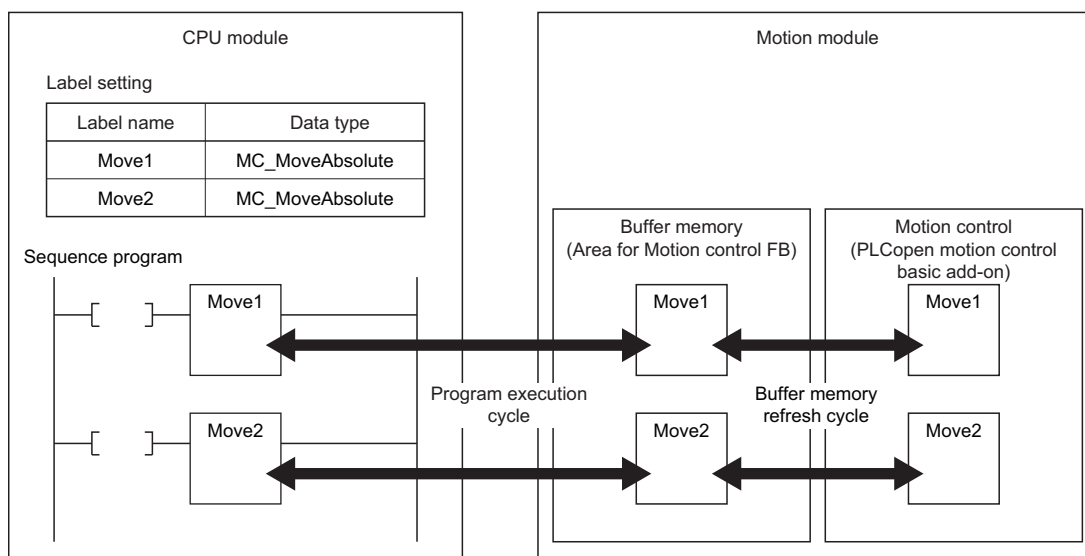 CPU module
Label setting
Label name Data type
Move1 MC_MoveAbsolute
Move2 MC_MoveAbsolute
Sequence program
Move1
Move2
Program execution
cycle
Motion module
Buffer memory
(Area for Motion control FB)
Move1
Move2
Buffer memory
refresh cycle
Motion control
(PLCopen motion control
basic add-on)
Move1
Move2